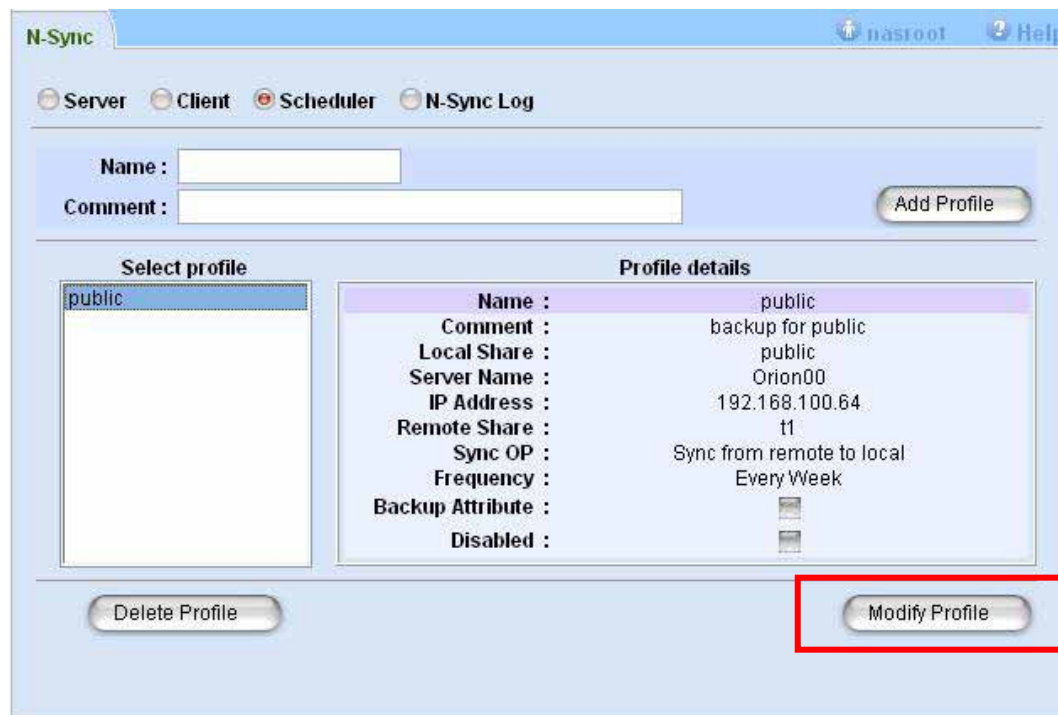 N-Sync nasroot Help
Server Client Scheduler N-Sync Log
Name :
Comment : Add Profile
Select profile Profile details
public
Name : public
Comment : backup for public
Local Share : public
Server Name : Orion00
IP Address : 192.168.100.64
Remote Share : t1
Sync OP : Sync from remote to local
Frequency : Every Week
Backup Attribute :
Disabled :
Delete Profile Modify Profile